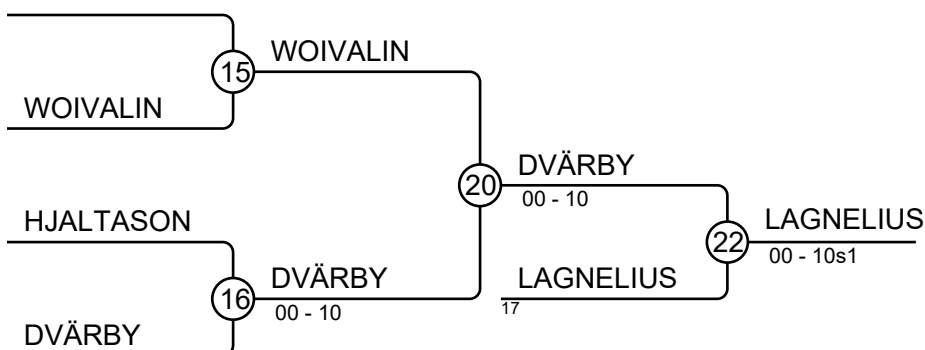 WOIVALIN
15
WOIVALIN
DVÄRBY
20
00 - 10
HJALTASON
LAGNELIUS
22
00 - 10s1
DVÄRBY
LAGNELIUS
16
00 - 10
17
DVÄRBY